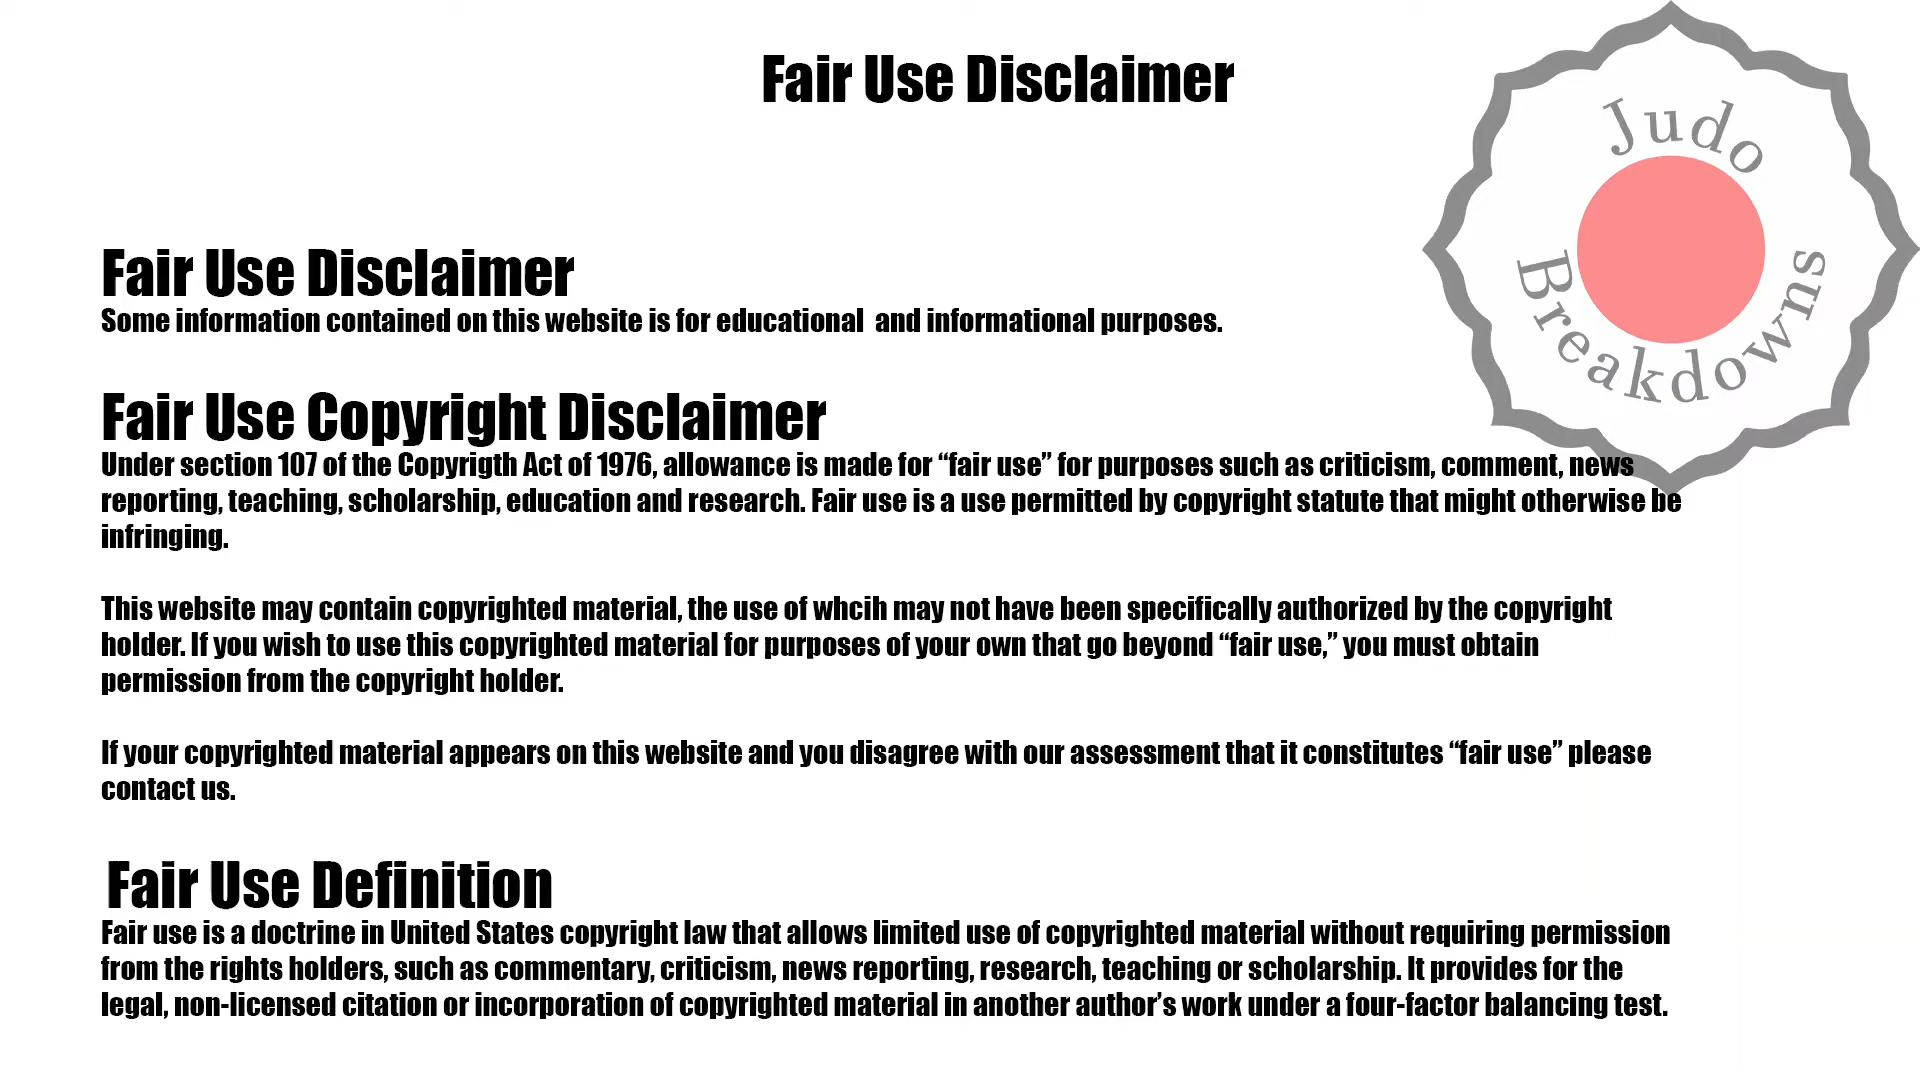 Fair Use Disclaimer
Judo
Breakdowns
Fair Use Disclaimer
Some information contained on this website is for educational  and informational purposes.
Fair Use Copyright Disclaimer
Under section 107 of the Copyrigth Act of 1976, allowance is made for “fair use” for purposes such as criticism, comment, news
reporting, teaching, scholarship, education and research. Fair use is a use permitted by copyright statute that might otherwise be
infringing.
This website may contain copyrighted material, the use of whcih may not have been specifically authorized by the copyright
holder. If you wish to use this copyrighted material for purposes of your own that go beyond “fair use,” you must obtain
permission from the copyright holder.
If your copyrighted material appears on this website and you disagree with our assessment that it constitutes “fair use” please
contact us.
Fair Use Definition
Fair use is a doctrine in United States copyright law that allows limited use of copyrighted material without requiring permission
from the rights holders, such as commentary, criticism, news reporting, research, teaching or scholarship. It provides for the
legal, non-licensed citation or incorporation of copyrighted material in another author’s work under a four-factor balancing test.